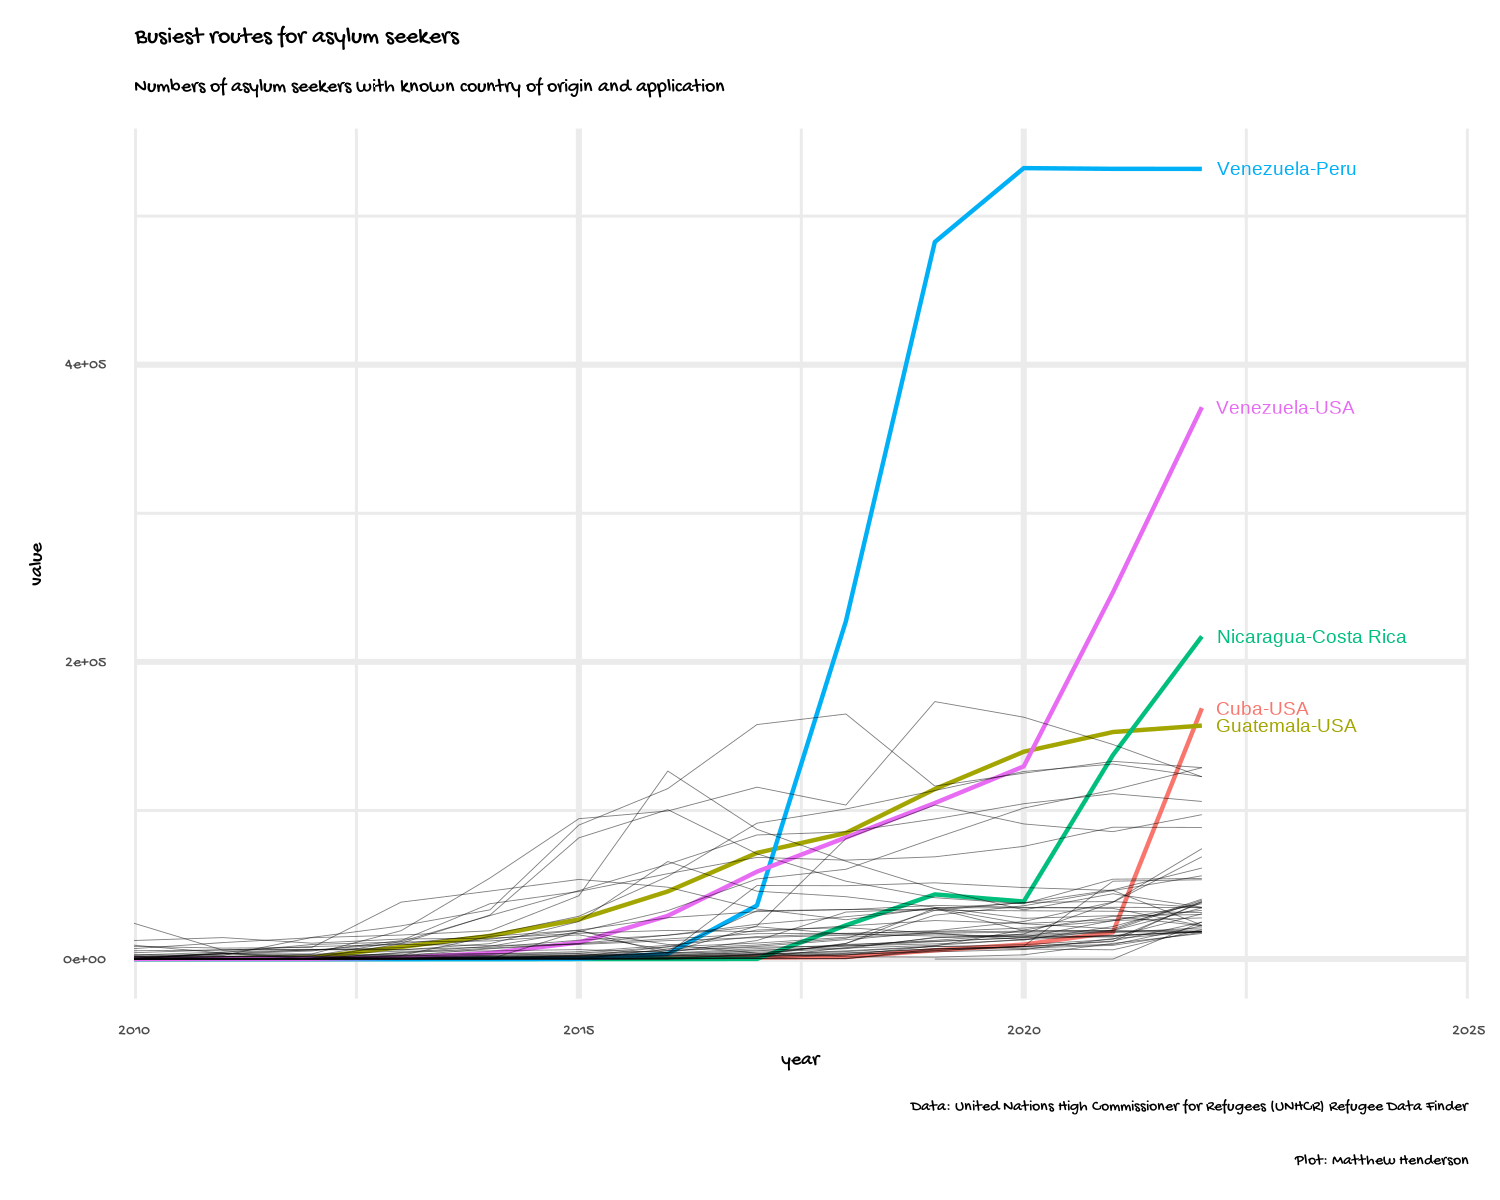 Busiest routes for asylum seekers
Numbers of asylum seekers with known country of origin and application
Venezuela-Peru
4e+05
Venezuela-USA
value
Nicaragua-Costa Rica
2e+05
Cuba-USA
Guatemala-USA
0e+00
2010 2015 2020 2025
year
Data: United Nations High Commissioner for Refugees (UNHCR) Refugee Data Finder
Plot: Matthew Henderson